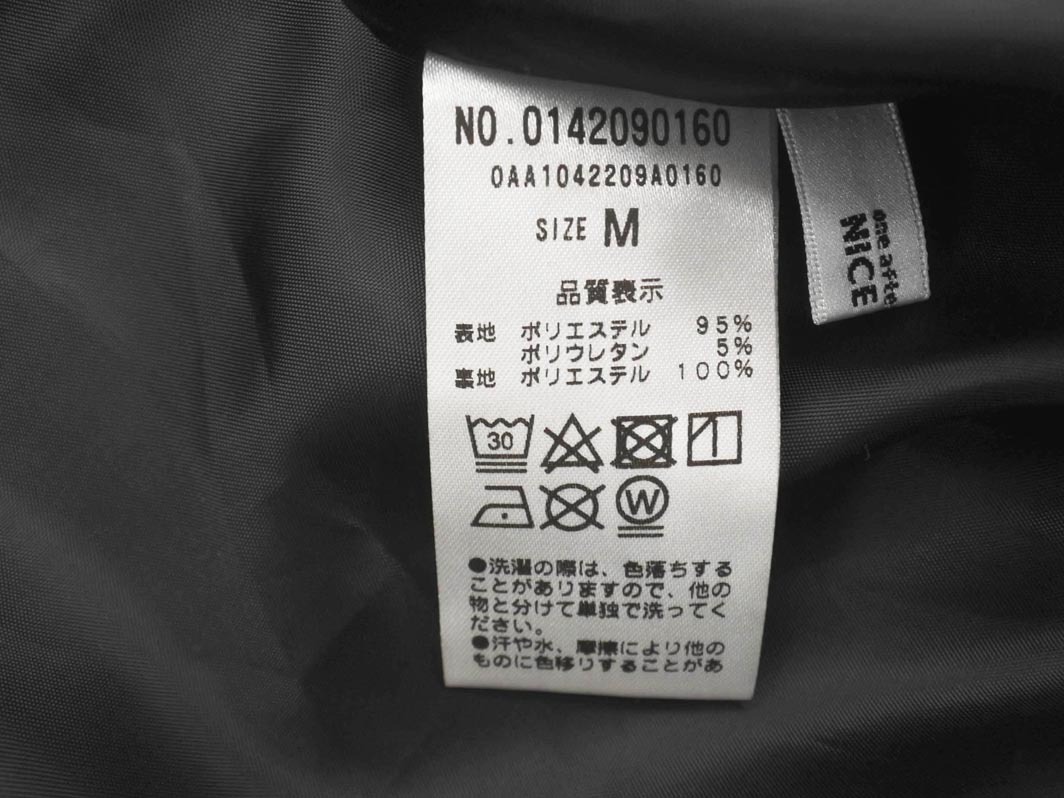 NO.0142090160
0AA1042209A0160
SIZE M
品質表示
表地 ポリエステル 95%
ポリウレタン 5%
裏地 ポリエステル 100%
30
W
●洗濯の際は、色落ちする
ことがありますので、他の
物と分けて単独で洗ってく
ださい。
●汗や水、摩擦により他の
ものに色移りすることがあ
one afte
NICE